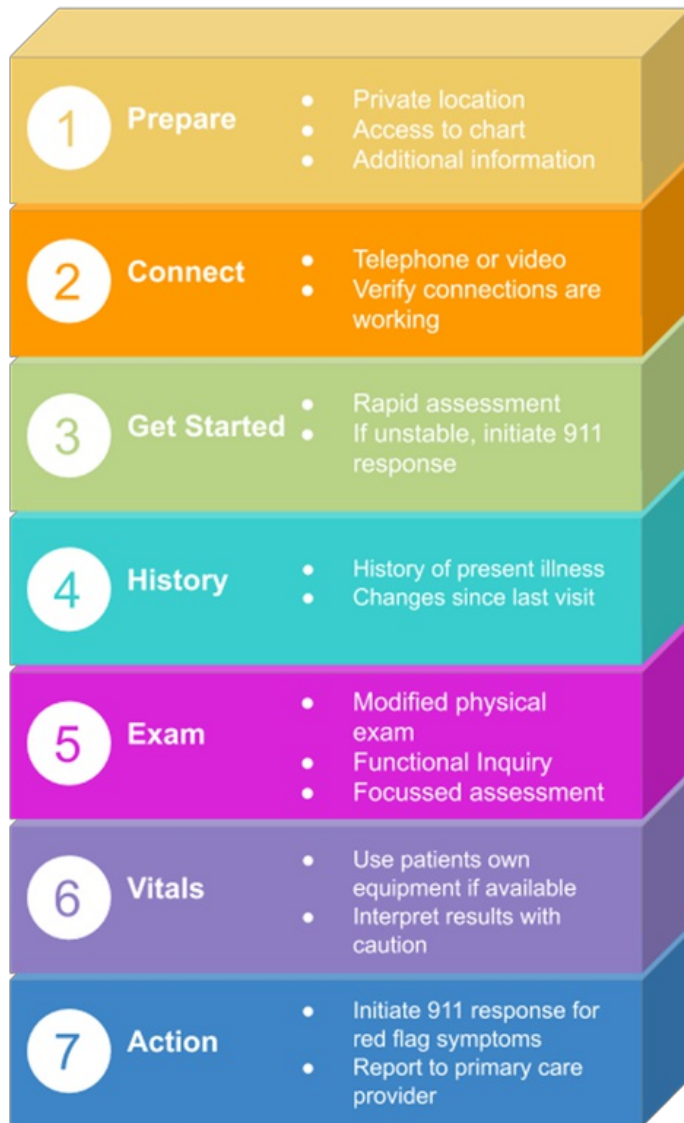 1
Prepare
• Private location
• Access to chart
• Additional information
2
Connect
• Telephone or video
• Verify connections are
working
3
Get Started
• Rapid assessment
• If unstable, initiate 911
response
4
History
• History of present illness
• Changes since last visit
5
Exam
• Modified physical
exam
• Functional Inquiry
• Focussed assessment
6
Vitals
• Use patients own
equipment if available
• Interpret results with
caution
7
Action
• Initiate 911 response for
red flag symptoms
• Report to primary care
provider